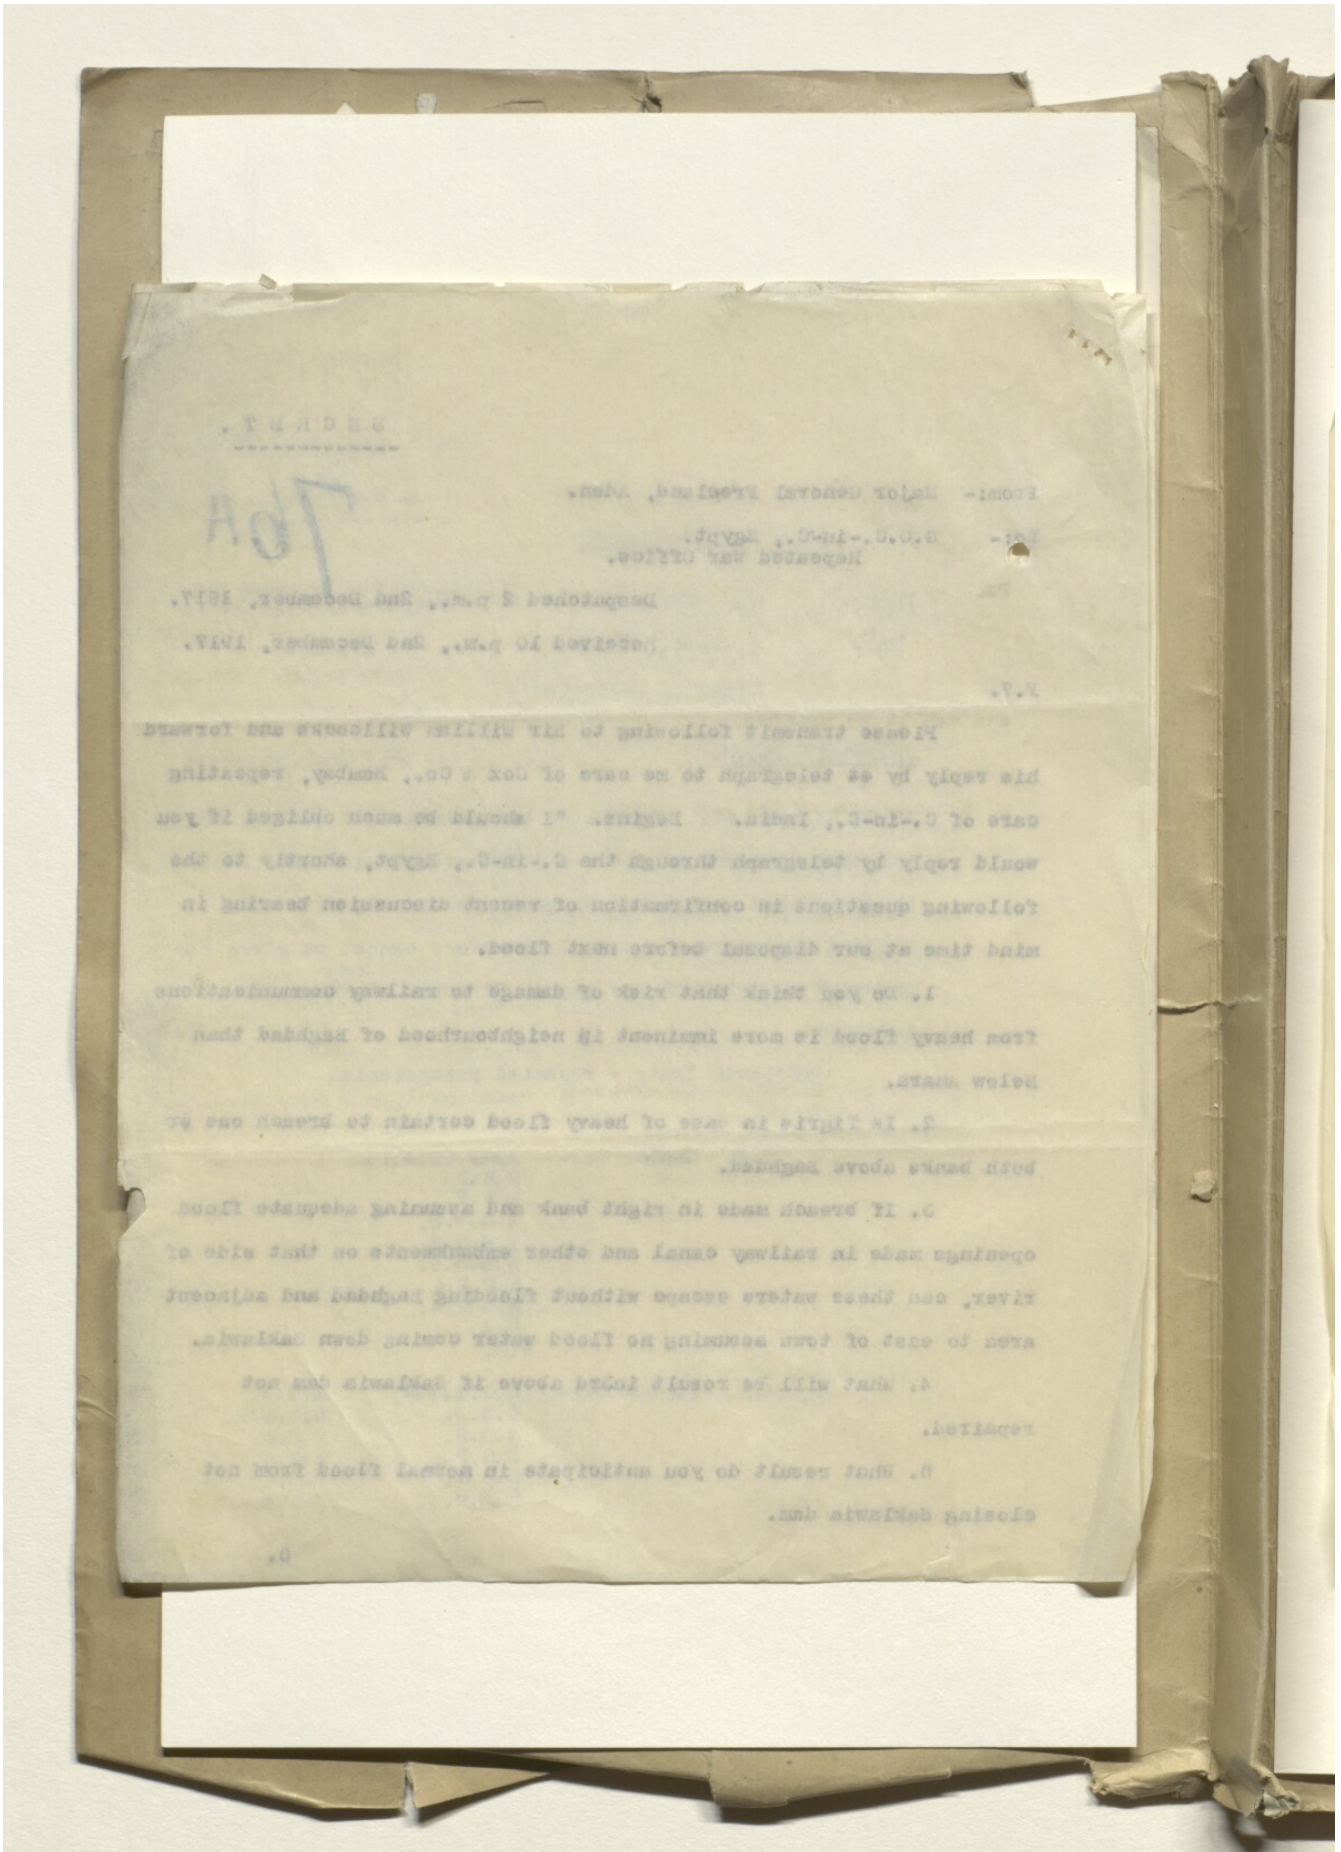 SECRET.
76A
From:- Major General Freeland, Aden.
To:- G.O.C.-in-C., Egypt.
Repeated War Office.
Despatched 2 p.m., 2nd December, 1917.
Received 10 p.m., 2nd December, 1917.
F.7.
Please transmit following to Sir William Willcocks and forward
his reply by telegraph to me care of Cox & Co., Bombay, repeating
care of C.-in-C., India. Begins. "I should be much obliged if you
would reply by telegraph through the C.-in-C., Egypt, shortly to the
following questions in confirmation of recent discussion bearing in
mind time at our disposal before next flood.
1. Do you think that risk of damage to railway communications
from heavy flood is more imminent in neighbourhood of Baghdad than
Below Amara.
2. Is Tigris in case of heavy flood certain to breach one or
both banks above Baghdad.
3. If breach made in right bank and assuming adequate flood
openings made in railway canal and other embankments on that side of
river, can these waters escape without flooding Baghdad and adjacent
area to east of town assuming no flood water coming down Saklawia.
4. What will be result in 3rd above if Saklawia dam not
repaired.
5. What result do you anticipate in normal flood from not
closing Saklawia dam.
6.